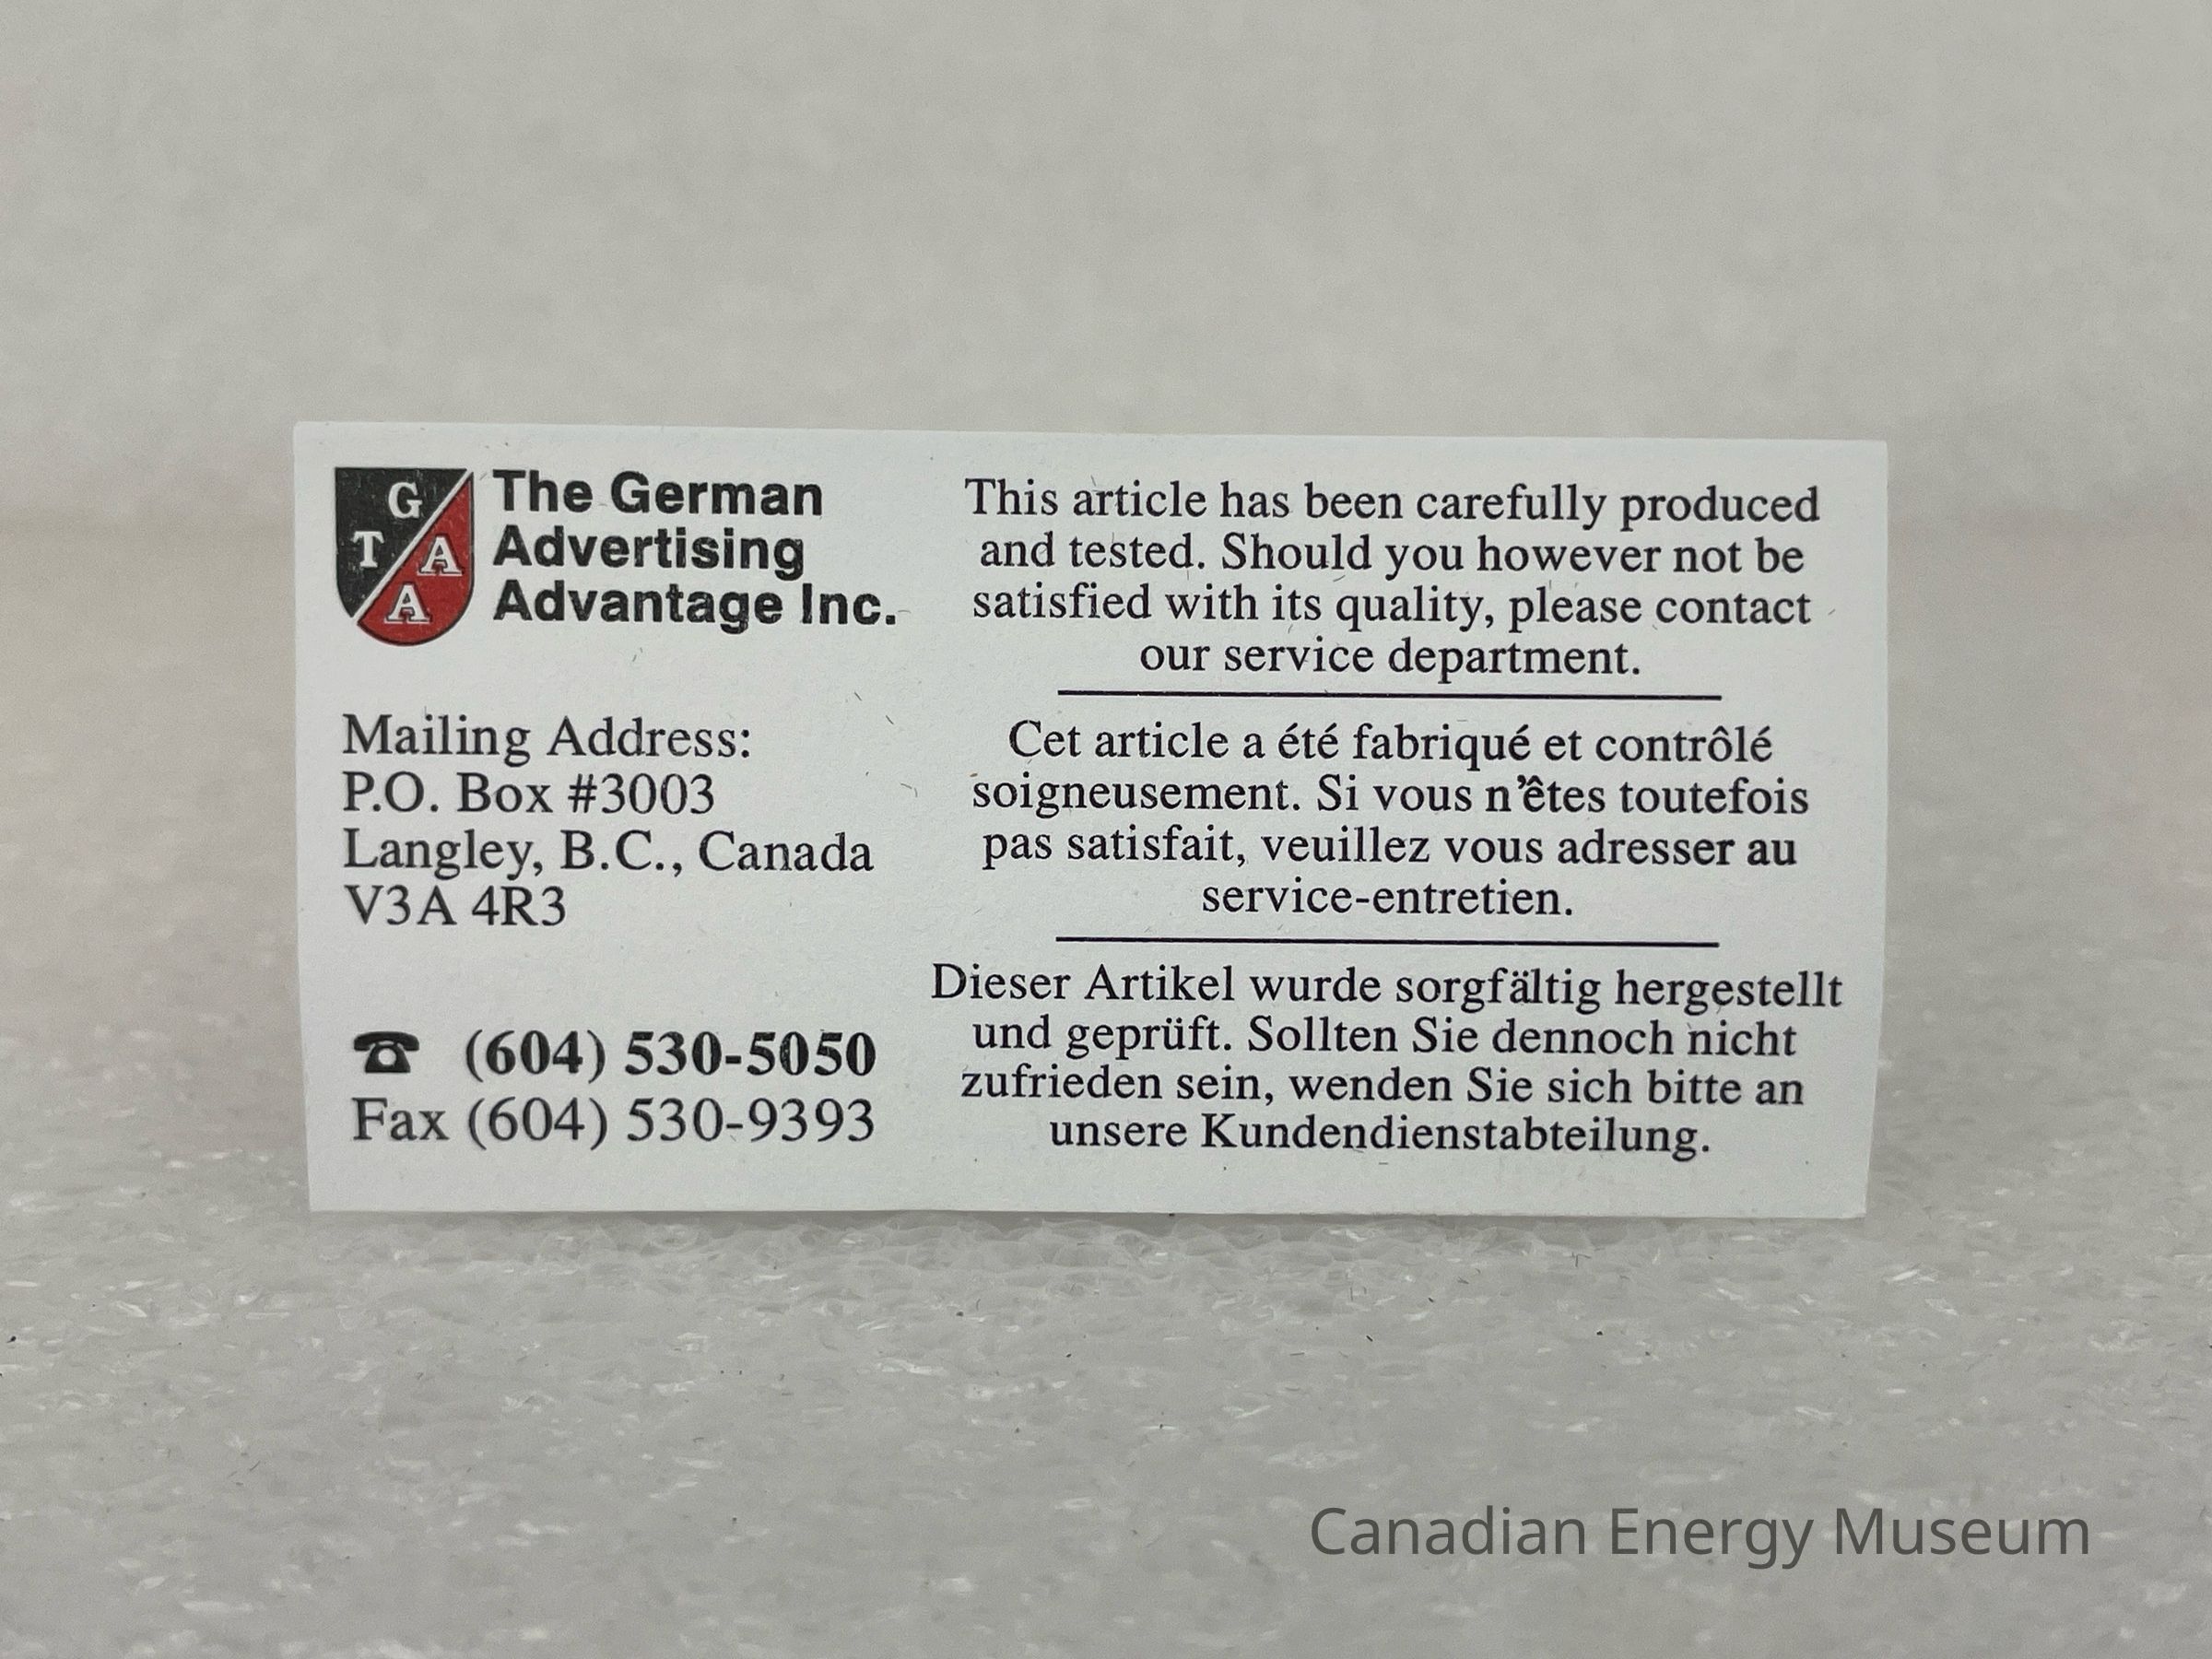 G
T A
A
The German
Advertising
Advantage Inc.
Mailing Address:
P.O. Box #3003
Langley, B.C., Canada
V3A 4R3
☎ (604) 530-5050
Fax (604) 530-9393
This article has been carefully produced
and tested. Should you however not be
satisfied with its quality, please contact
our service department.
Cet article a été fabriqué et contrôlé
soigneusement. Si vous n'êtes toutefois
pas satisfait, veuillez vous adresser au
service-entretien.
Dieser Artikel wurde sorgfältig hergestellt
und geprüft. Sollten Sie dennoch nicht
zufrieden sein, wenden Sie sich bitte an
unsere Kundendienstabteilung.
Canadian Energy Museum